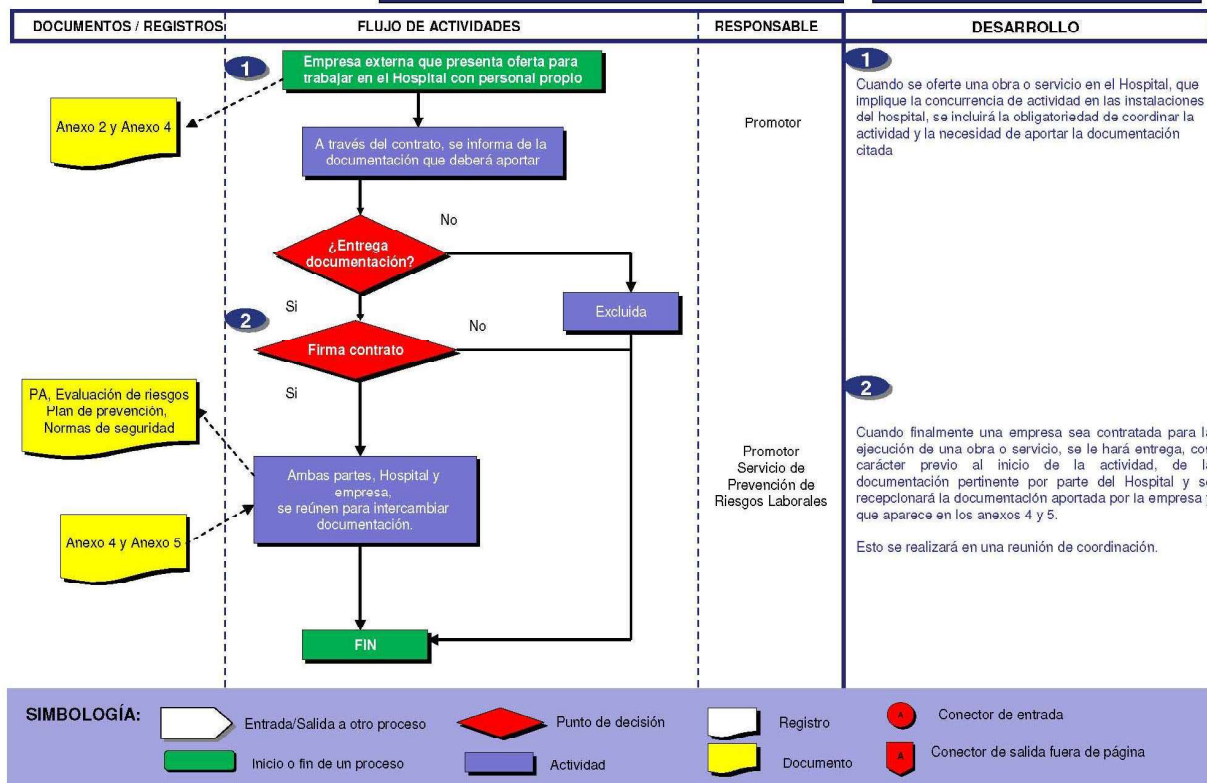 DOCUMENTOS / REGISTROS
FLUJO DE ACTIVIDADES
RESPONSABLE
DESARROLLO
1
Empresa externa que presenta oferta para
trabajar en el Hospital con personal propio
Anexo 2 y Anexo 4
A través del contrato, se informa de la
documentación que deberá aportar
Promotor
1
Cuando se oferte una obra o servicio en el Hospital, que
implique la concurrencia de actividad en las instalaciones
del hospital, se incluirá la obligatoriedad de coordinar la
actividad y la necesidad de aportar la documentación
citada
¿Entrega
documentación?
No
Si
Excluida
2
Firma contrato
No
Si
PA, Evaluación de riesgos
Plan de prevención,
Normas de seguridad
Ambas partes, Hospital y
empresa,
se reúnen para intercambiar
documentación.
Anexo 4 y Anexo 5
Promotor
Servicio de
Prevención de
Riesgos Laborales
2
Cuando finalmente una empresa sea contratada para
ejecución de una obra o servicio, se le hará entrega,
carácter previo al inicio de la actividad, de
documentación pertinente por parte del Hospital y
recepcionará la documentación aportada por la empresa
que aparece en los anexos 4 y 5.
Esto se realizará en una reunión de coordinación.
FIN
SIMBOLOGÍA:
Entrada/Salida a otro proceso
Punto de decisión
Registro
A
Conector de entrada
Inicio o fin de un proceso
Actividad
Documento
A
Conector de salida fuera de página